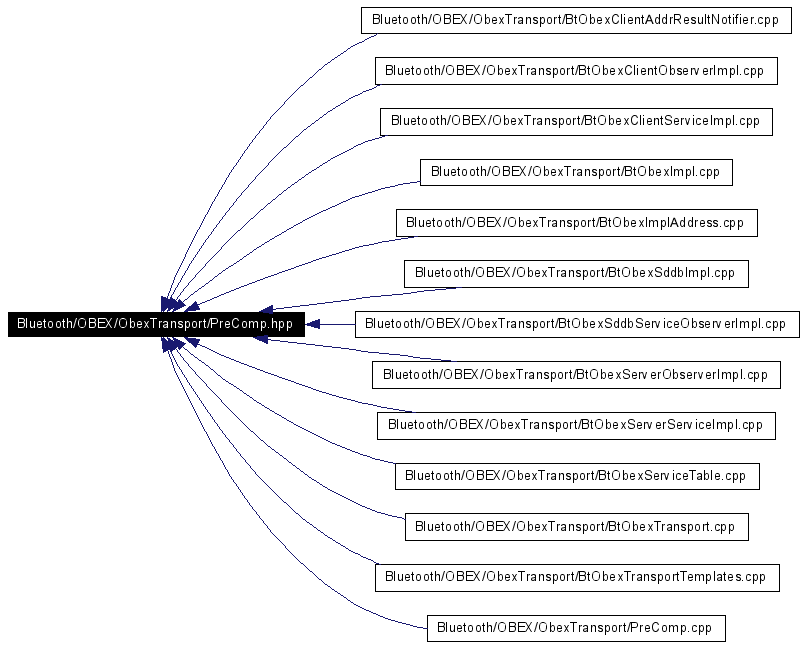 Bluetooth/OBEX/ObexTransport/BtObexClientAddrResultNotifier.cpp
Bluetooth/OBEX/ObexTransport/BtObexClientObserverImpl.cpp
Bluetooth/OBEX/ObexTransport/BtObexClientServiceImpl.cpp
Bluetooth/OBEX/ObexTransport/BtObexImpl.cpp
Bluetooth/OBEX/ObexTransport/BtObexImplAddress.cpp
Bluetooth/OBEX/ObexTransport/BtObexSddbImpl.cpp
Bluetooth/OBEX/ObexTransport/PreComp.hpp
Bluetooth/OBEX/ObexTransport/BtObexSddbServiceObserverImpl.cpp
Bluetooth/OBEX/ObexTransport/BtObexServerObserverImpl.cpp
Bluetooth/OBEX/ObexTransport/BtObexServerServiceImpl.cpp
Bluetooth/OBEX/ObexTransport/BtObexServiceTable.cpp
Bluetooth/OBEX/ObexTransport/BtObexTransport.cpp
Bluetooth/OBEX/ObexTransport/BtObexTransportTemplates.cpp
Bluetooth/OBEX/ObexTransport/PreComp.cpp